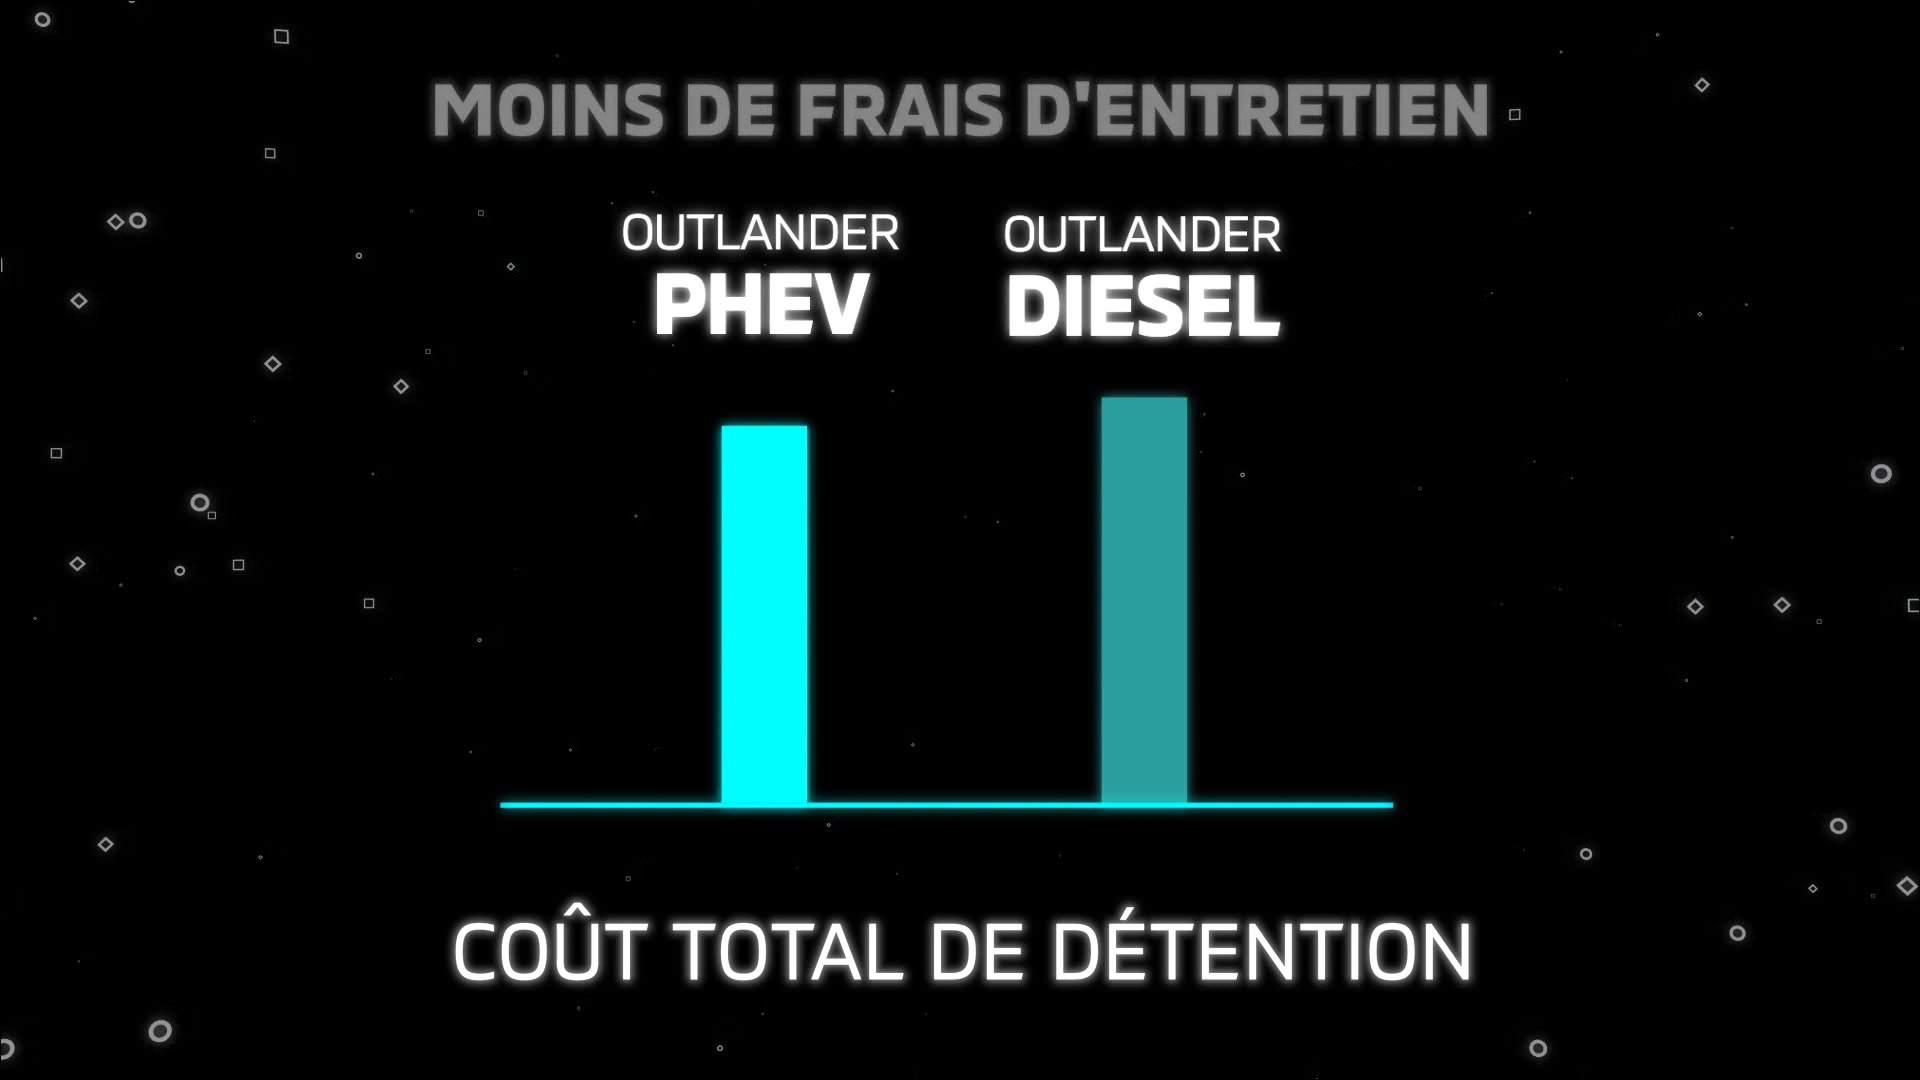 MOINS DE FRAIS D'ENTRETIEN
OUTLANDER
PHEV
OUTLANDER
DIESEL
COÛT TOTAL DE DÉTENTION